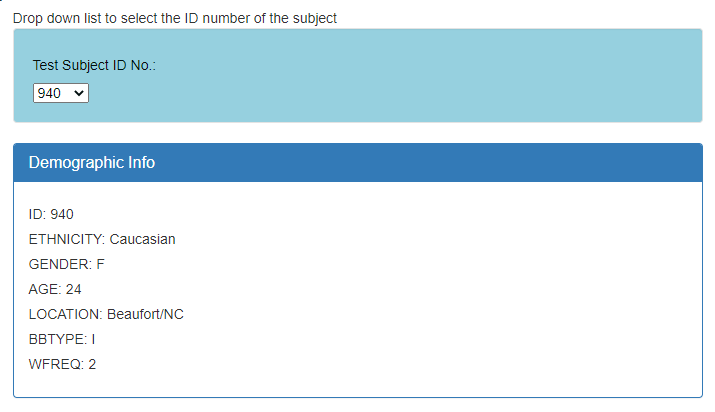 Drop down list to select the ID number of the subject
Test Subject ID No.:
940
Demographic Info
ID: 940
ETHNICITY: Caucasian
GENDER: F
AGE: 24
LOCATION: Beaufort/NC
BBTYPE: I
WFREQ: 2